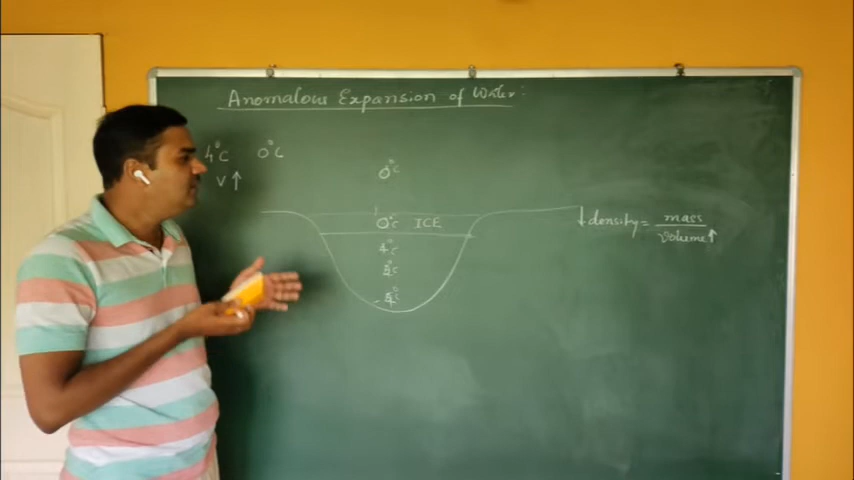 Anomalous Expansion of Water:
4°C 0°C
V↑
0°C
0°C ICE
4°C
↓density = mass
volume↑